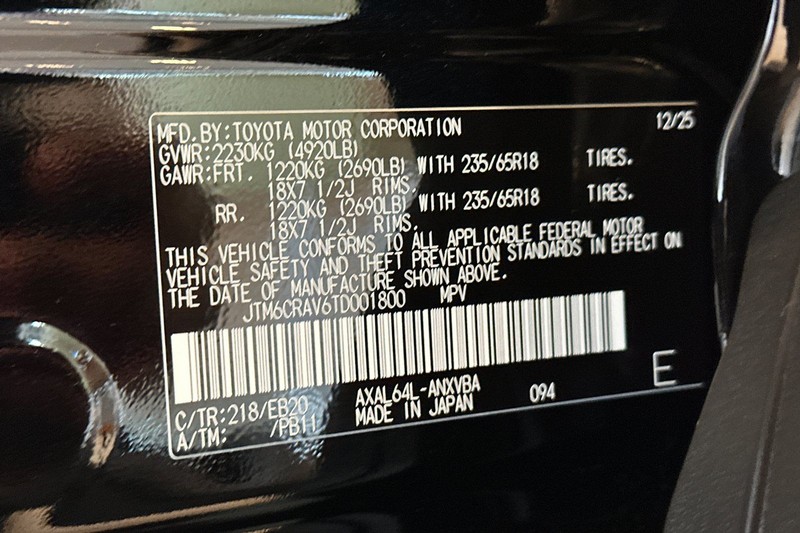 MFD.BY:TOYOTA MOTOR CORPORATION 12/25
GVWR:2230KG (4920LB)
GAWR:FRT. 1220KG (2690LB) WITH 235/65R18 TIRES.
18X7 1/2J RIMS.
RR. 1220KG (2690LB) WITH 235/65R18 TIRES.
18X7 1/2J RIMS.
THIS VEHICLE CONFORMS TO ALL APPLICABLE FEDERAL MOTOR
VEHICLE SAFETY AND THEFT PREVENTION STANDARDS IN EFFECT ON
THE DATE OF MANUFACTURE SHOWN ABOVE.
JTM6CRAV6TD001800 MPV
E
C/TR:218/EB20 AXAL64L-ANXVBA 094
A/TM: /PB11 MADE IN JAPAN